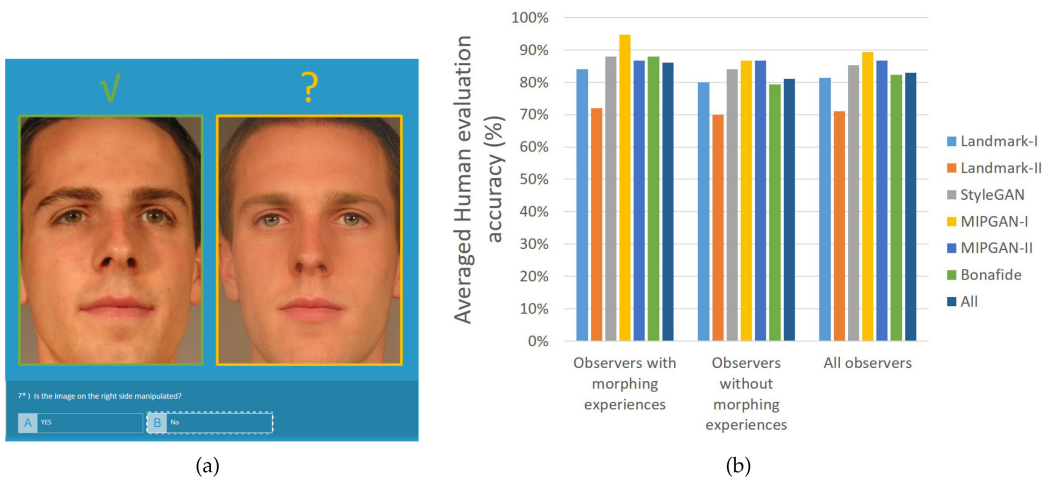 √
?
7* ) Is the image on the right side manipulated?
A YES
B No
(a)
Averaged Human evaluation
accuracy (%)
100%
90%
80%
70%
60%
50%
40%
30%
20%
10%
0%
Observers with
morphing
experiences
Observers
without
morphing
experiences
All observers
Landmark-I
Landmark-II
StyleGAN
MIPGAN-I
MIPGAN-II
Bonafide
All
(b)